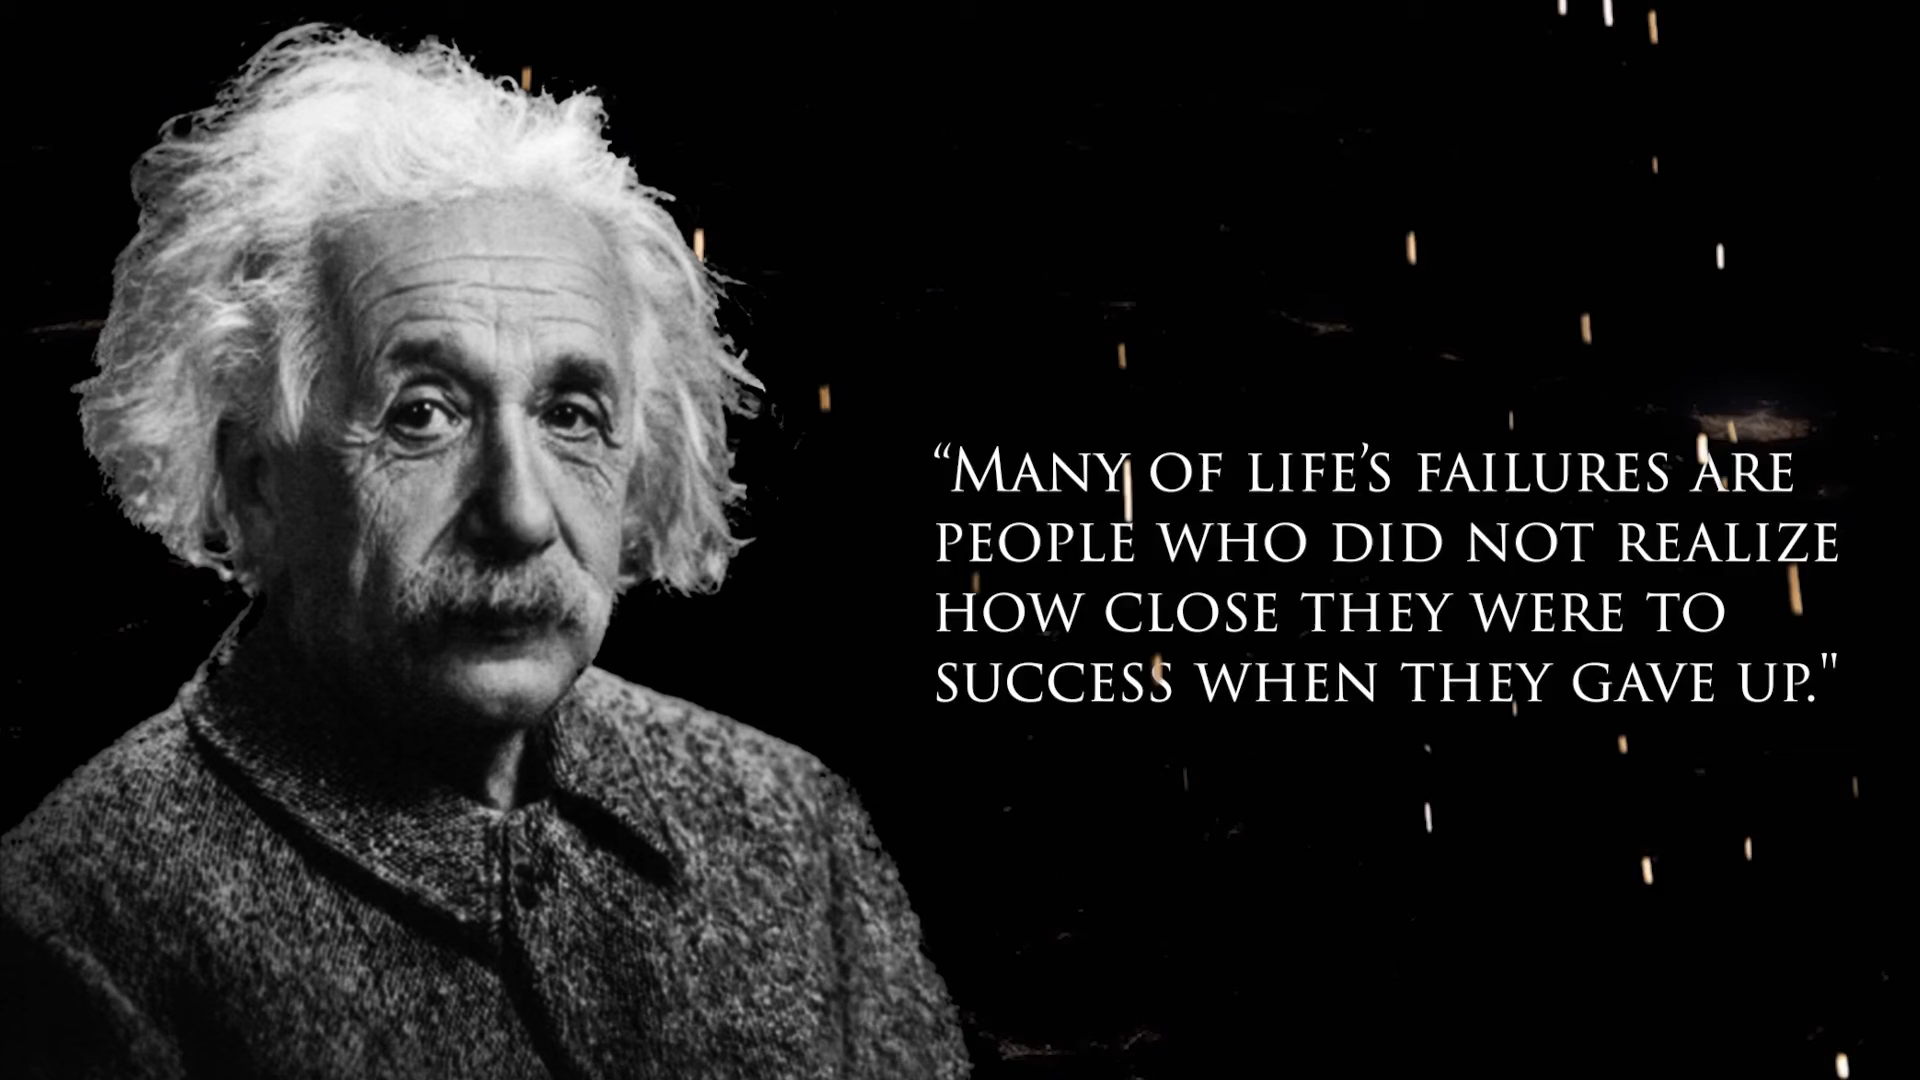 “Many of life’s failures are
people who did not realize
how close they were to
success when they gave up."